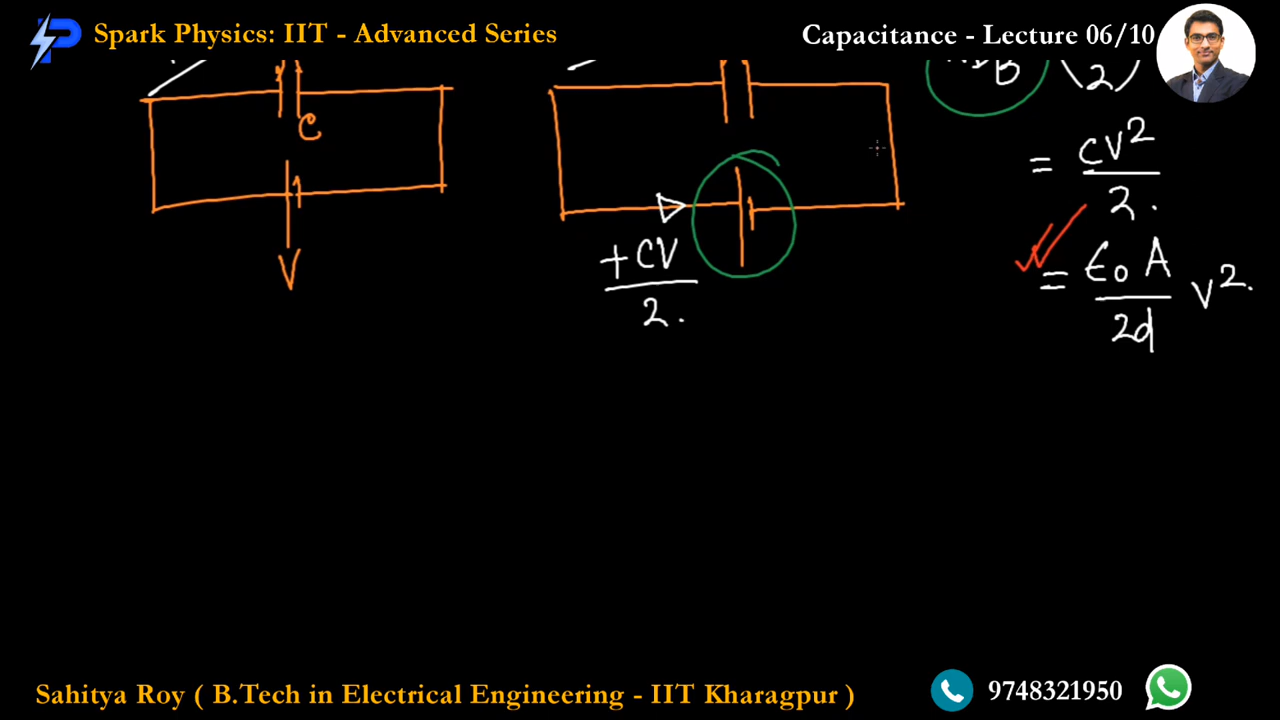 Spark Physics: IIT - Advanced Series
Capacitance - Lecture 06/10
C
V
+CV
2.
2
= CV²
2.
= ε₀ A V².
2d
Sahitya Roy ( B.Tech in Electrical Engineering - IIT Kharagpur )
9748321950